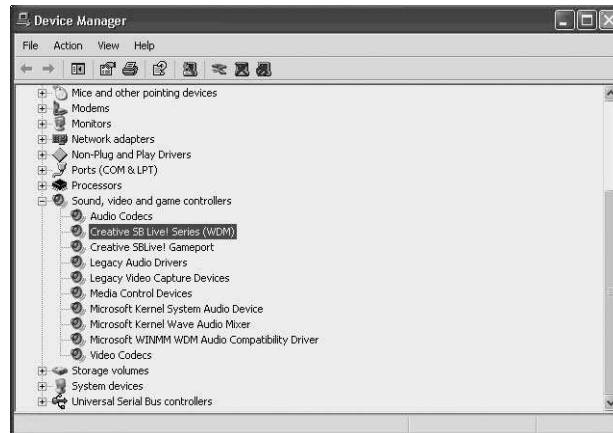 Device Manager
File Action View Help
Mice and other pointing devices
Modems
Monitors
Network adapters
Non-Plug and Play Drivers
Ports (COM & LPT)
Processors
Sound, video and game controllers
Audio Codecs
Creative SB Live! Series (WDM)
Creative SBLive! Gameport
Legacy Audio Drivers
Legacy Video Capture Devices
Media Control Devices
Microsoft Kernel System Audio Device
Microsoft Kernel Wave Audio Mixer
Microsoft WINMM WDM Audio Compatibility Driver
Video Codecs
Storage volumes
System devices
Universal Serial Bus controllers